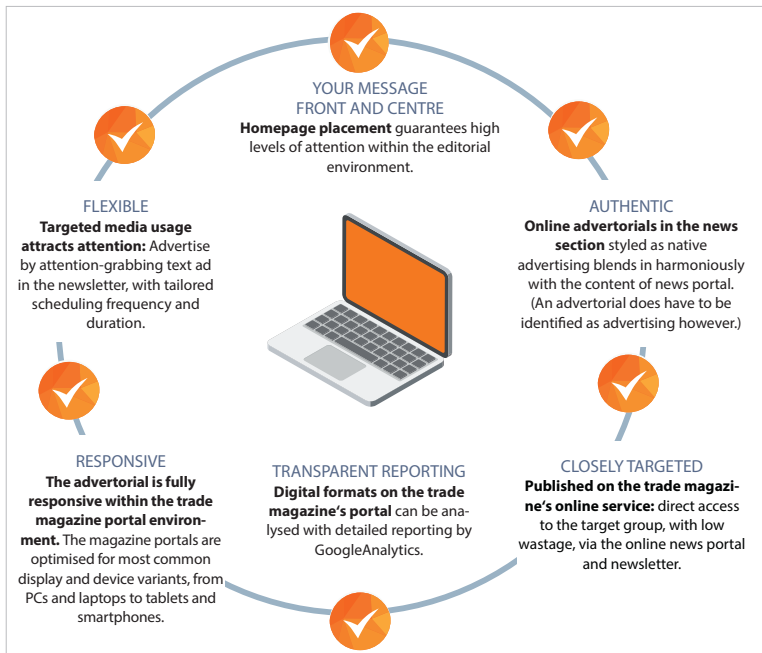 YOUR MESSAGE
FRONT AND CENTRE
Homepage placement guarantees high
levels of attention within the editorial
environment.
FLEXIBLE
Targeted media usage
attracts attention: Advertise
by attention-grabbing text ad
in the newsletter, with tailored
scheduling frequency and
duration.
AUTHENTIC
Online advertorials in the news
section styled as native
advertising blends in harmoniously
with the content of news portal.
(An advertorial does have to be
identified as advertising however.)
RESPONSIVE
The advertorial is fully
responsive within the trade
magazine portal environ-
ment. The magazine portals are
optimised for most common
display and device variants, from
PCs and laptops to tablets and
smartphones.
TRANSPARENT REPORTING
Digital formats on the trade
magazine‘s portal can be ana-
lysed with detailed reporting by
GoogleAnalytics.
CLOSELY TARGETED
Published on the trade magazi-
ne‘s online service: direct access
to the target group, with low
wastage, via the online news portal
and newsletter.